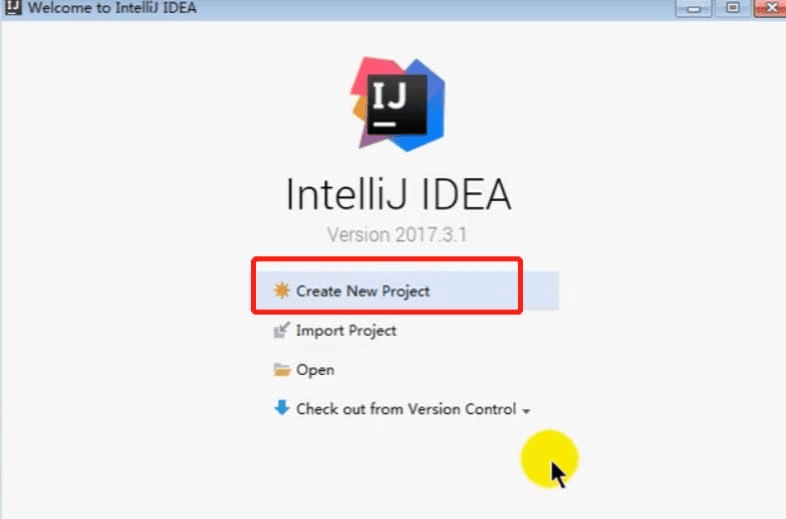 IJ Welcome to IntelliJ IDEA
IJ
IntelliJ IDEA
Version 2017.3.1
Create New Project
Import Project
Open
Check out from Version Control